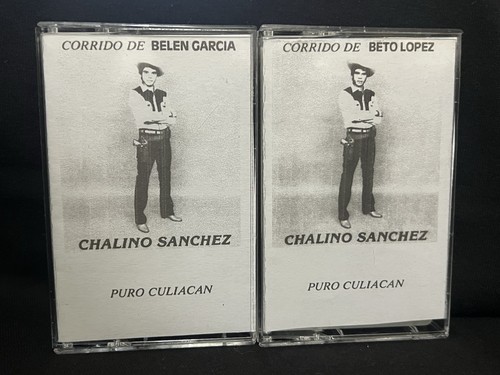 CORRIDO DE BELEN GARCIA
CHALINO SANCHEZ
PURO CULIACAN
CORRIDO DE BETO LOPEZ
CHALINO SANCHEZ
PURO CULIACAN